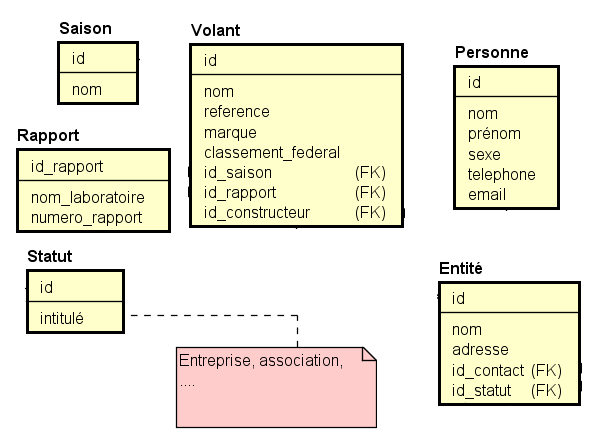 Saison
id
nom
Volant
id
nom
reference
marque
classement_federal
id_saison (FK)
id_rapport (FK)
id_constructeur (FK)
Personne
id
nom
prénom
sexe
telephone
email
Rapport
id_rapport
nom_laboratoire
numero_rapport
Statut
id
intitulé
Entreprise, association,
....
Entité
id
nom
adresse
id_contact (FK)
id_statut (FK)